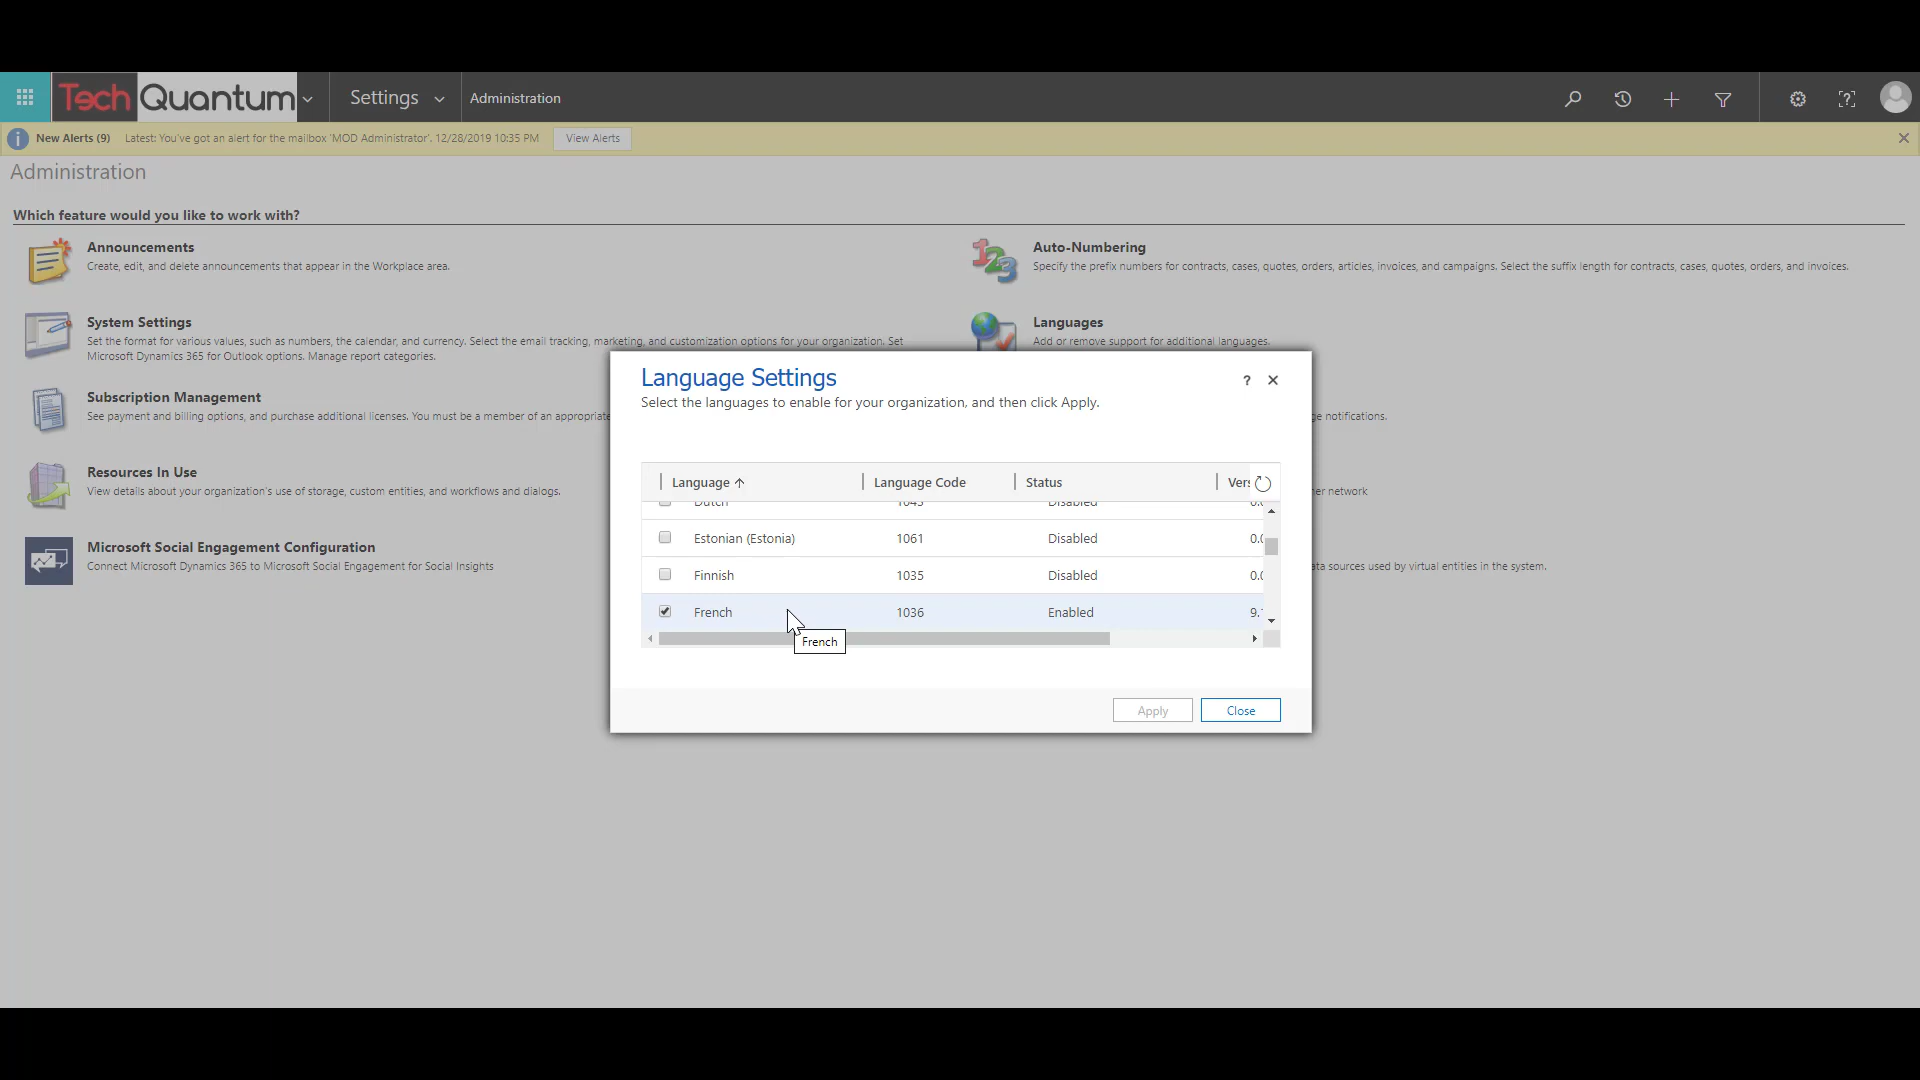 Tech Quantum
Settings
Administration
New Alerts (9) Latest: You've got an alert for the mailbox 'MOD Administrator'. 12/28/2019 10:35 PM View Alerts
Administration
Which feature would you like to work with?
Announcements
Create, edit, and delete announcements that appear in the Workplace area.
Auto-Numbering
Specify the prefix numbers for contracts, cases, quotes, orders, articles, invoices, and campaigns. Select the suffix length for contracts, cases, quotes, orders, and invoices.
System Settings
Set the format for various values, such as numbers, the calendar, and currency. Select the email tracking, marketing, and customization options for your organization. Set
Microsoft Dynamics 365 for Outlook options. Manage report categories.
Languages
Add or remove support for additional languages.
Subscription Management
See payment and billing options, and purchase additional licenses. You must be a member of an appropriate
notifications.
Resources In Use
View details about your organization's use of storage, custom entities, and workflows and dialogs.
network
Microsoft Social Engagement Configuration
Connect Microsoft Dynamics 365 to Microsoft Social Engagement for Social Insights
sources used by virtual entities in the system.
Language Settings
?
Select the languages to enable for your organization, and then click Apply.
Language Language Code Status
Dutch 1043 Disabled
Estonian (Estonia) 1061 Disabled
Finnish 1035 Disabled
French 1036 Enabled
French
Apply Close